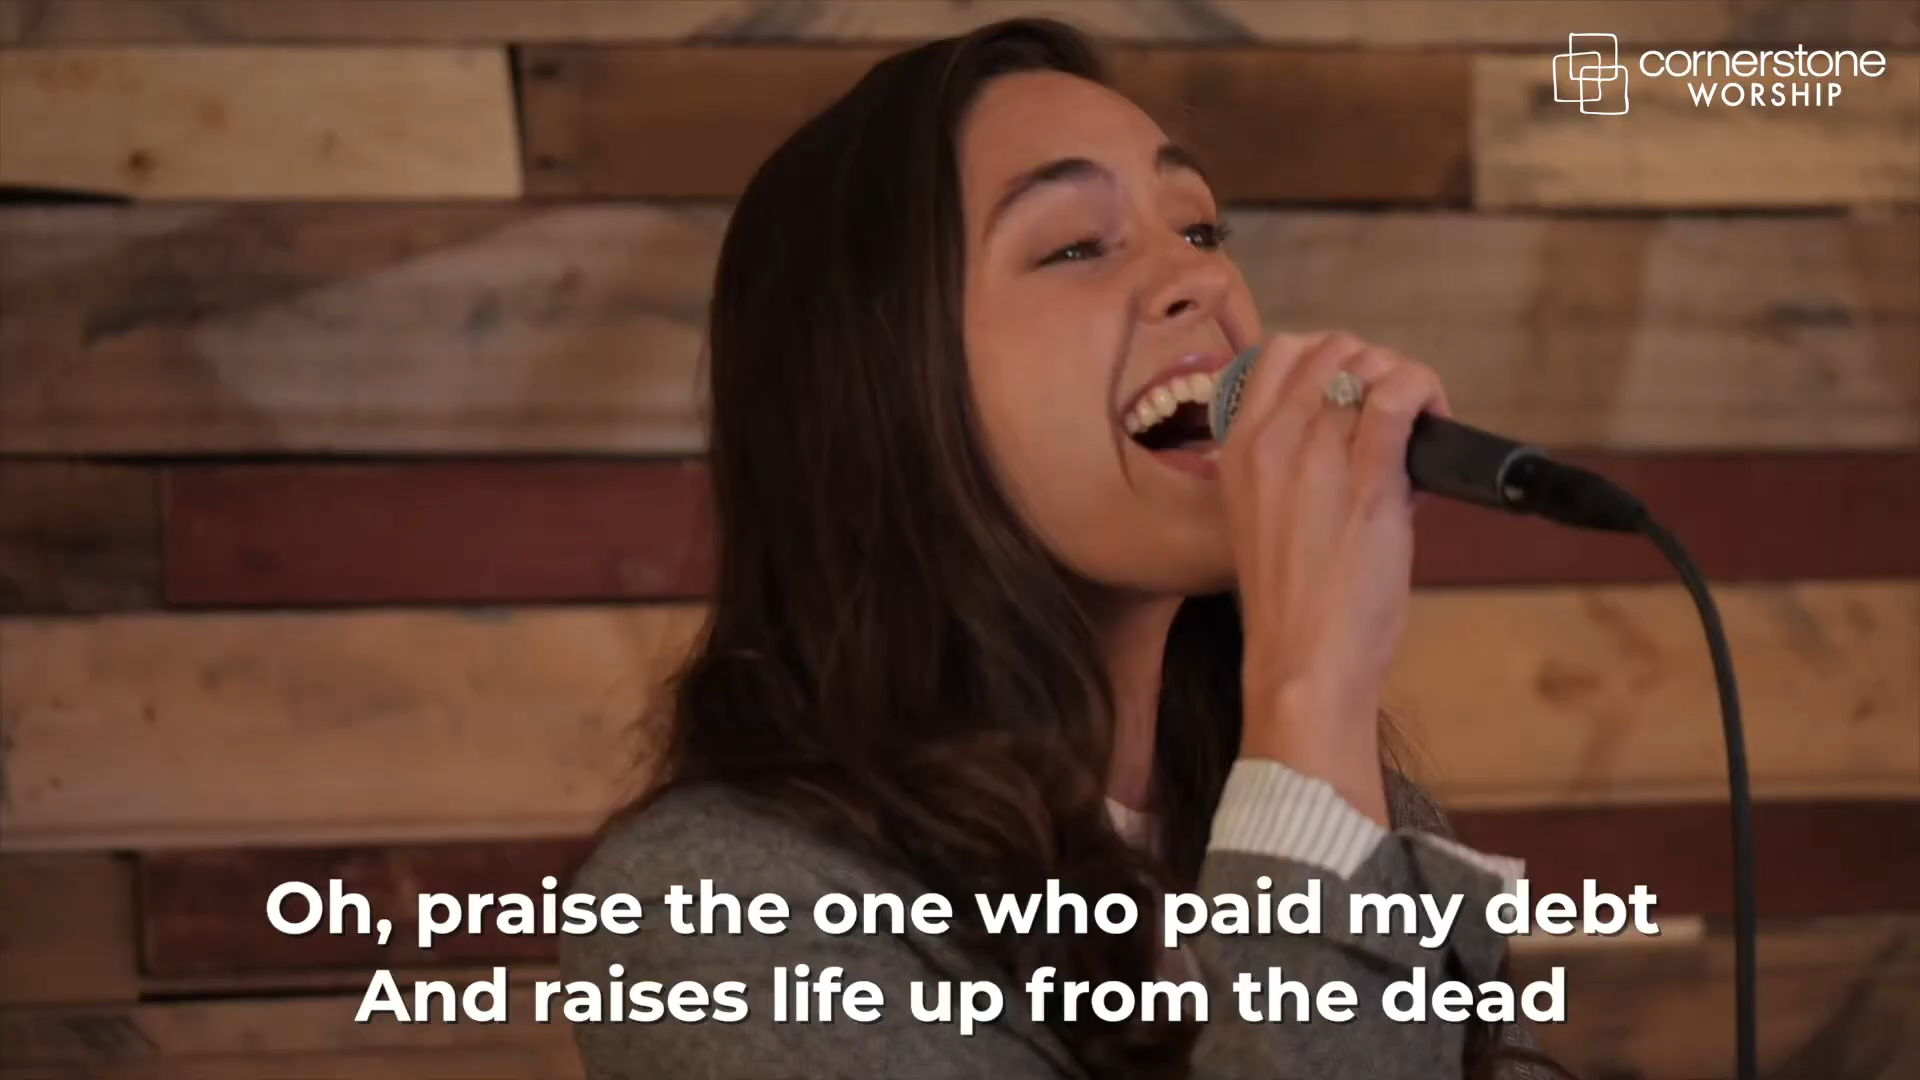 cornerstone
WORSHIP
Oh, praise the one who paid my debt
And raises life up from the dead